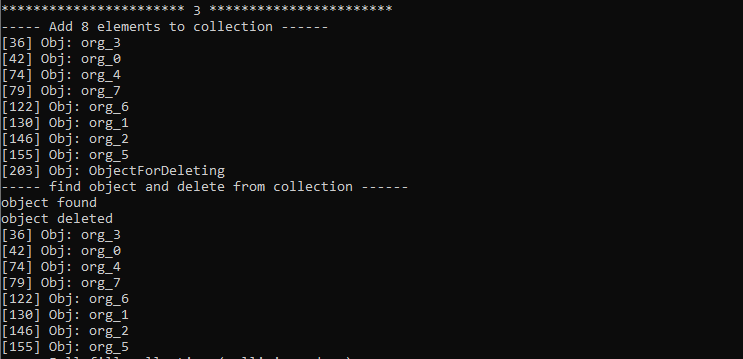 *********************** 3 ***********************
----- Add 8 elements to collection ------
[36] Obj: org_3
[42] Obj: org_0
[74] Obj: org_4
[79] Obj: org_7
[122] Obj: org_6
[130] Obj: org_1
[146] Obj: org_2
[155] Obj: org_5
[203] Obj: ObjectForDeleting
----- find object and delete from collection ------
object found
object deleted
[36] Obj: org_3
[42] Obj: org_0
[74] Obj: org_4
[79] Obj: org_7
[122] Obj: org_6
[130] Obj: org_1
[146] Obj: org_2
[155] Obj: org_5